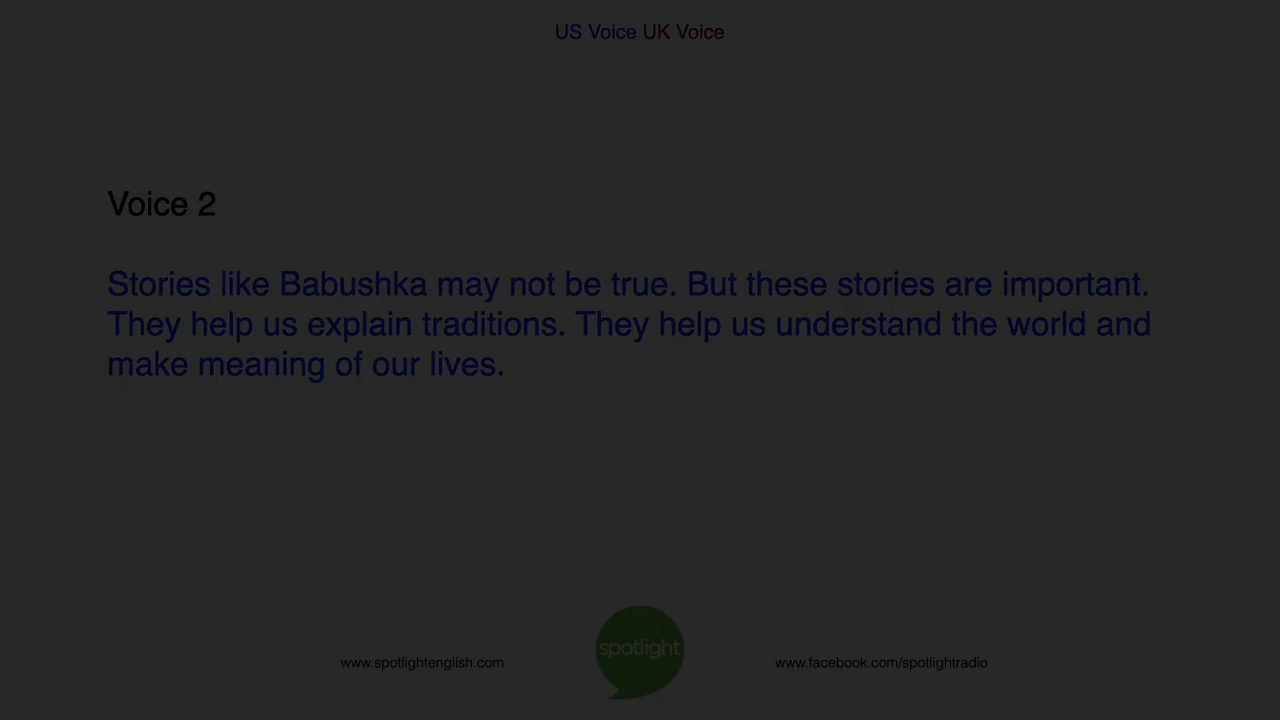 US Voice UK Voice
Voice 2
Stories like Babushka may not be true. But these stories are important.
They help us explain traditions. They help us understand the world and
make meaning of our lives.
spotlight
www.spotlightenglish.com
www.facebook.com/spotlightradio